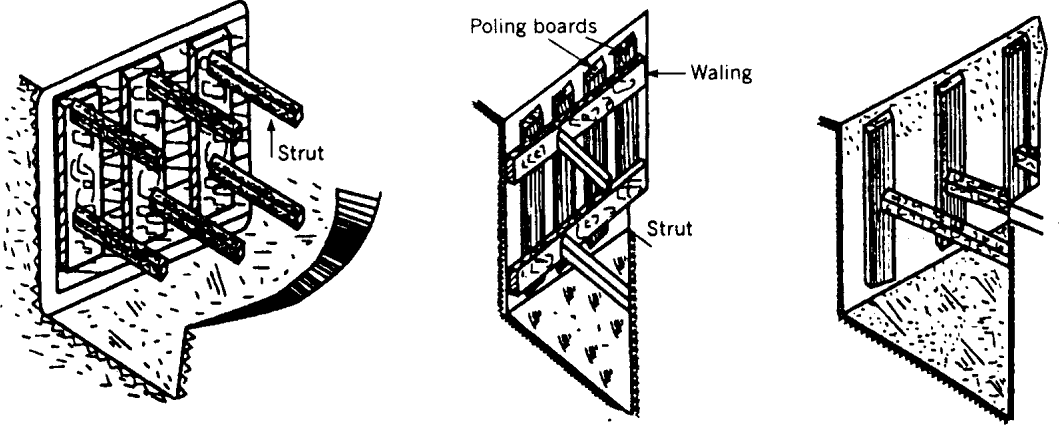 Strut
Poling boards
Waling
Strut